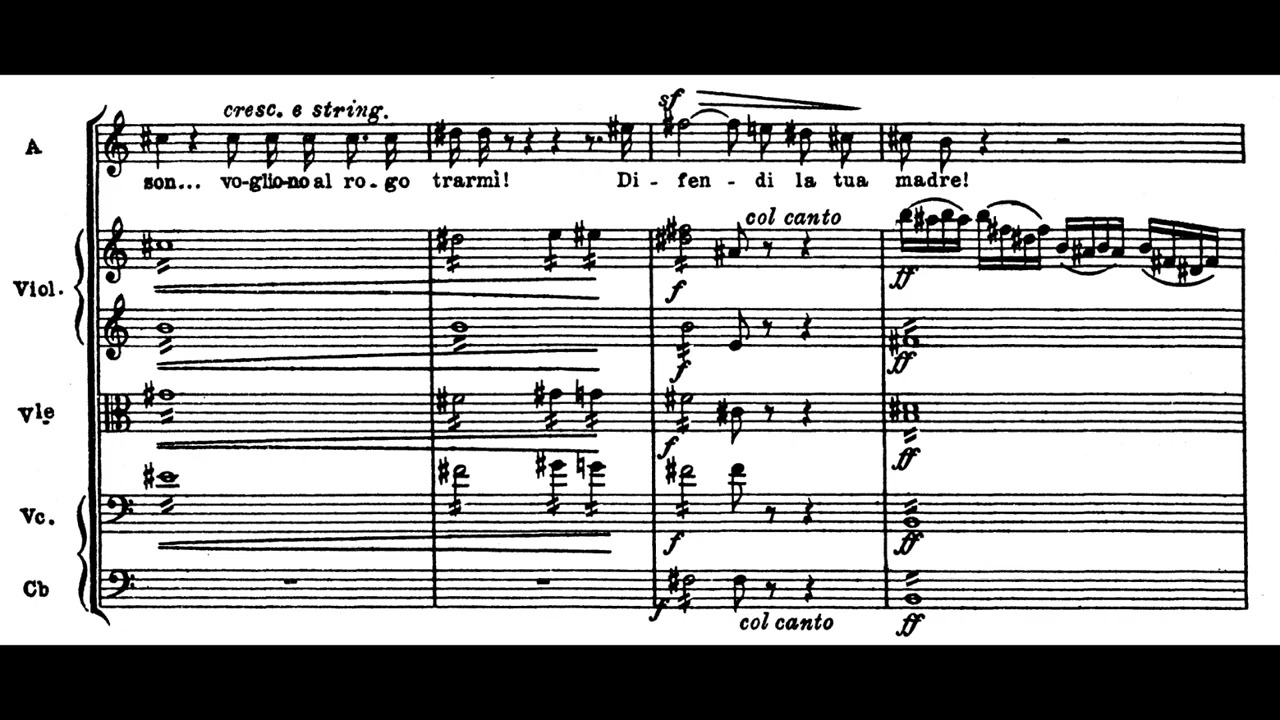 cresc. e string.
sf
A
son... vo-glio-no al ro-go trarmi! Di - fen - di la tua madre!
col canto
Viol.
f
ff
f
ff
Vle
f
ff
Vc.
f
ff
Cb
f
col canto
ff